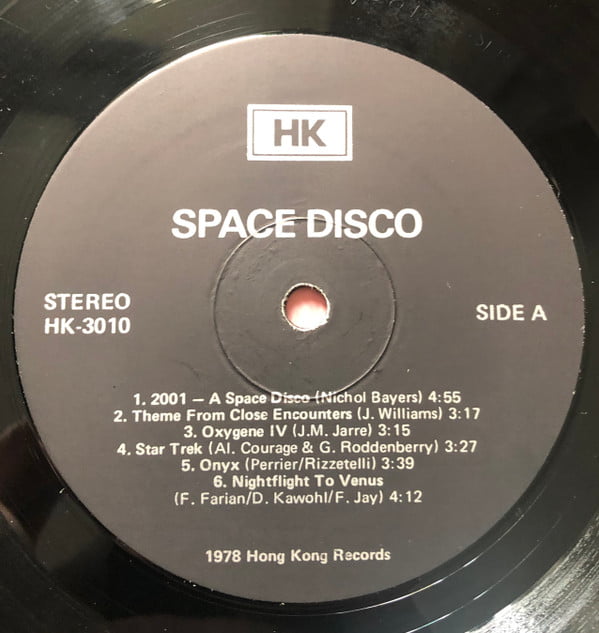 HK
SPACE DISCO
STEREO
HK-3010
SIDE A
1. 2001 — A Space Disco (Nichol Bayers) 4:55
2. Theme From Close Encounters (J. Williams) 3:17
3. Oxygene IV (J.M. Jarre) 3:15
4. Star Trek (Al. Courage & G. Roddenberry) 3:27
5. Onyx (Perrier/Rizzetelli) 3:39
6. Nightflight To Venus
(F. Farian/D. Kawohl/F. Jay) 4:12
1978 Hong Kong Records